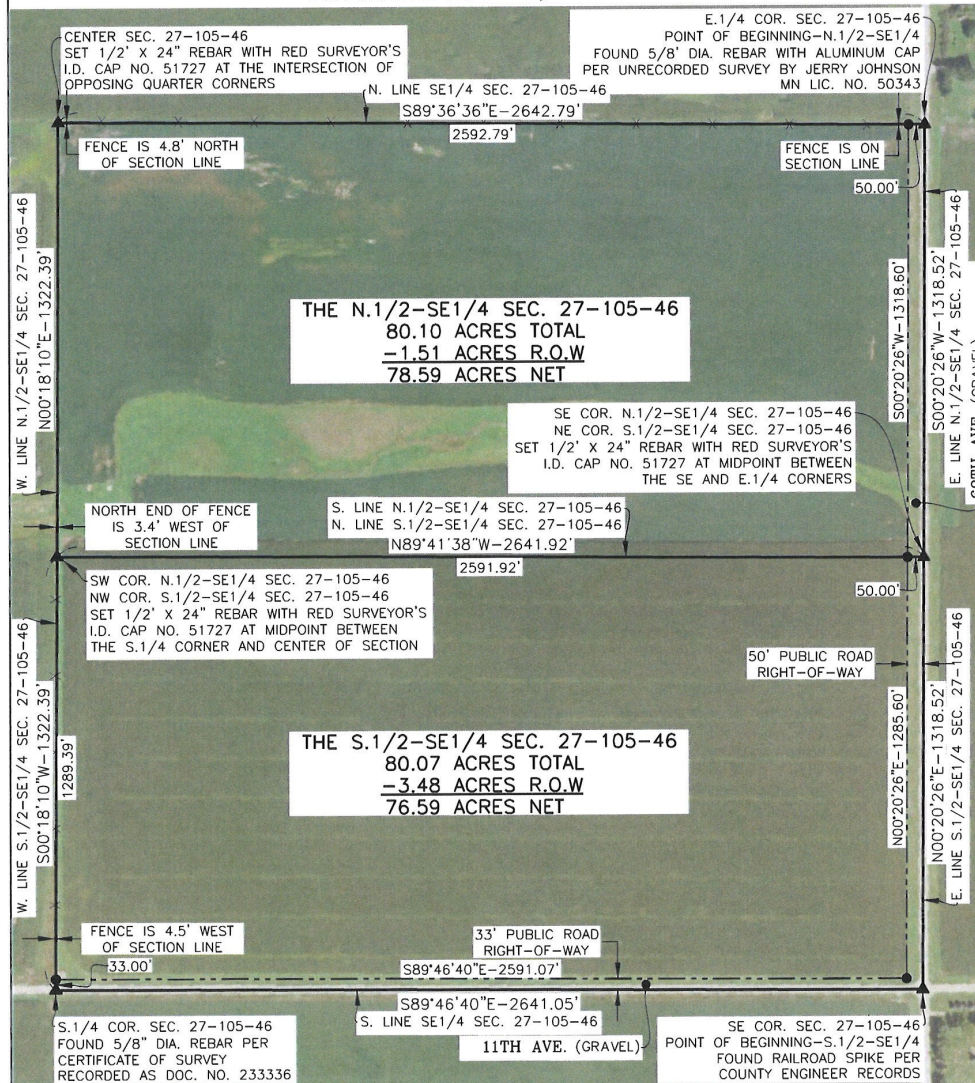 CENTER SEC. 27-105-46
SET 1/2' X 24" REBAR WITH RED SURVEYOR'S
I.D. CAP NO. 51727 AT THE INTERSECTION OF
OPPOSING QUARTER CORNERS
E.1/4 COR. SEC. 27-105-46
POINT OF BEGINNING-N.1/2-SE1/4
FOUND 5/8' DIA. REBAR WITH ALUMINUM CAP
PER UNRECORDED SURVEY BY JERRY JOHNSON
MN LIC. NO. 50343
N. LINE SE1/4 SEC. 27-105-46
S89°36'36"E-2642.79'
2592.79'
FENCE IS 4.8' NORTH
OF SECTION LINE
FENCE IS ON
SECTION LINE
50.00'
W. LINE N.1/2-SE1/4 SEC. 27-105-46
N00°18'10"E-1322.39'
S00°20'26"W-1318.60'
S00°20'26"W-1318.52'
E. LINE N.1/2-SE1/4 SEC. 27-105-46
THE N.1/2-SE1/4 SEC. 27-105-46
80.10 ACRES TOTAL
-1.51 ACRES R.O.W
78.59 ACRES NET
SE COR. N.1/2-SE1/4 SEC. 27-105-46
NE COR. S.1/2-SE1/4 SEC. 27-105-46
SET 1/2' X 24" REBAR WITH RED SURVEYOR'S
I.D. CAP NO. 51727 AT MIDPOINT BETWEEN
THE SE AND E.1/4 CORNERS
NORTH END OF FENCE
IS 3.4' WEST OF
SECTION LINE
S. LINE N.1/2-SE1/4 SEC. 27-105-46
N. LINE S.1/2-SE1/4 SEC. 27-105-46
N89°41'38"W-2641.92'
2591.92'
SW COR. N.1/2-SE1/4 SEC. 27-105-46
NW COR. S.1/2-SE1/4 SEC. 27-105-46
SET 1/2' X 24" REBAR WITH RED SURVEYOR'S
I.D. CAP NO. 51727 AT MIDPOINT BETWEEN
THE S.1/4 CORNER AND CENTER OF SECTION
50.00'
50' PUBLIC ROAD
RIGHT-OF-WAY
W. LINE S.1/2-SE1/4 SEC. 27-105-46
S00°18'10"W-1322.39'
1289.39'
THE S.1/2-SE1/4 SEC. 27-105-46
80.07 ACRES TOTAL
-3.48 ACRES R.O.W
76.59 ACRES NET
N00°20'26"E-1285.60'
N00°20'26"E-1318.52'
E. LINE S.1/2-SE1/4 SEC. 27-105-46
FENCE IS 4.5' WEST
OF SECTION LINE
33.00'
33' PUBLIC ROAD
RIGHT-OF-WAY
S89°46'40"E-2591.07'
S89°46'40"E-2641.05'
S. LINE SE1/4 SEC. 27-105-46
11TH AVE. (GRAVEL)
S.1/4 COR. SEC. 27-105-46
FOUND 5/8" DIA. REBAR PER
CERTIFICATE OF SURVEY
RECORDED AS DOC. NO. 233336
SE COR. SEC. 27-105-46
POINT OF BEGINNING-S.1/2-SE1/4
FOUND RAILROAD SPIKE PER
COUNTY ENGINEER RECORDS